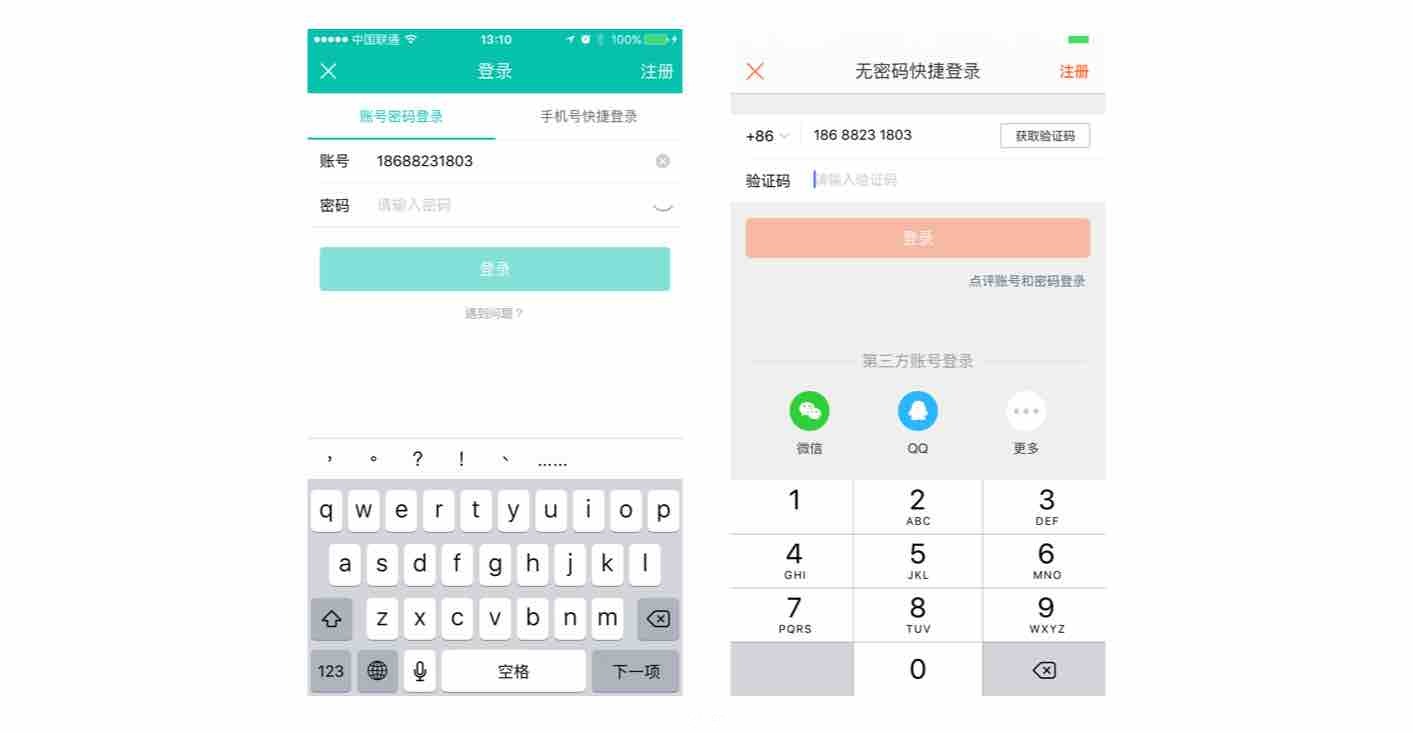 中国联通 13:10 100%
登录 注册
账号密码登录 手机号快捷登录
账号 18688231803
密码 请输入密码
登录
遇到问题？
， 。 ？ ！ 、 ……
q w e r t y u i o p
a s d f g h j k l
z x c v b n m
123 空格 下一项
无密码快捷登录 注册
+86 186 8823 1803 获取验证码
验证码 请输入验证码
登录
点评账号和密码登录
第三方账号登录
微信 QQ 更多
1 2 3
ABC DEF
4 5 6
GHI JKL MNO
7 8 9
PQRS TUV WXYZ
0